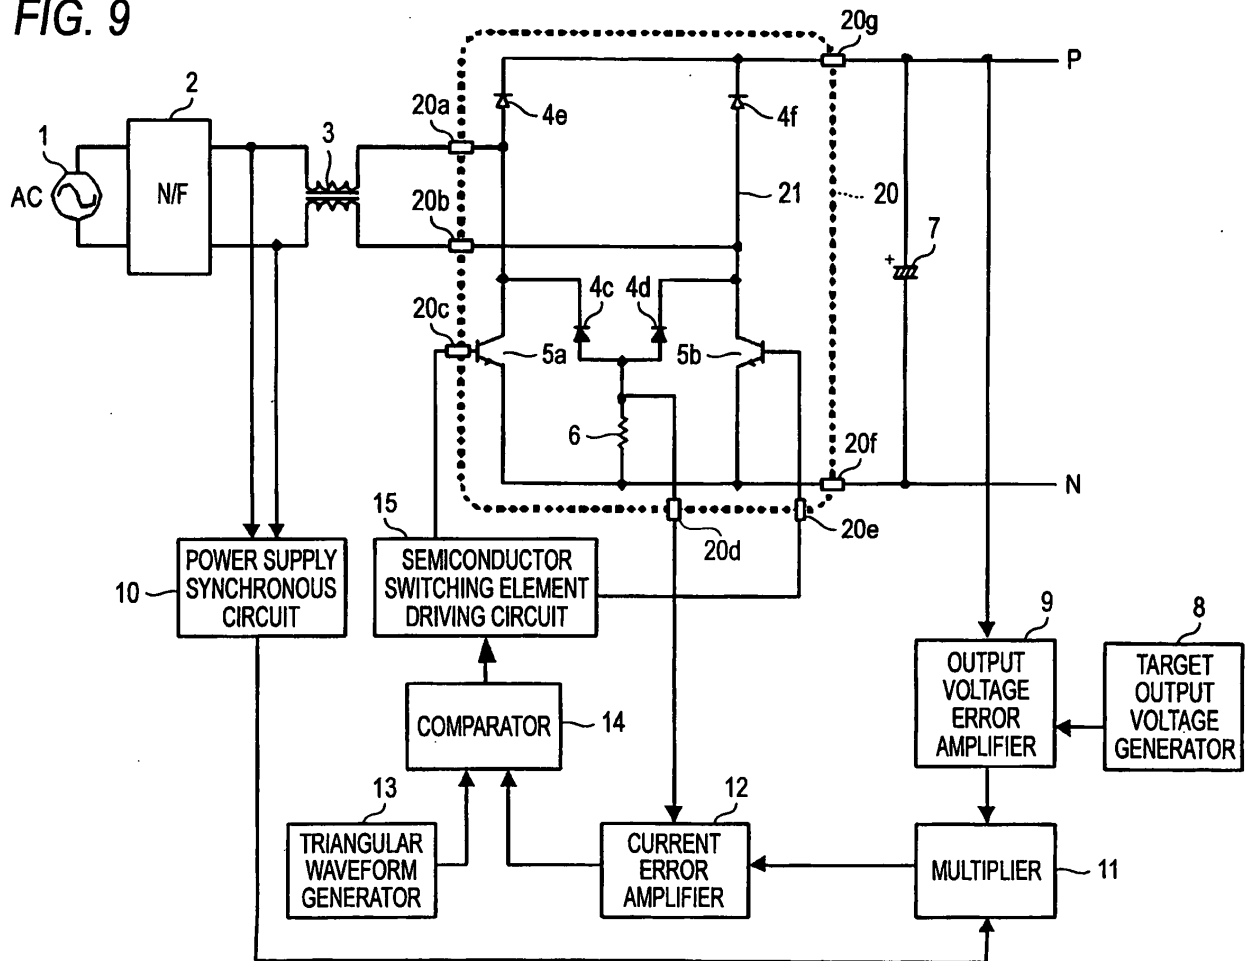 FIG. 9
20g
P
2
20a
4e
4f
1
3
AC
N/F
20b
21
20
7
+
20c
4c
4d
5a
5b
6
20f
N
15
20d
20e
10
POWER SUPPLY
SYNCHRONOUS
CIRCUIT
SEMICONDUCTOR
SWITCHING ELEMENT
DRIVING CIRCUIT
9
8
OUTPUT
VOLTAGE
ERROR
AMPLIFIER
TARGET
OUTPUT
VOLTAGE
GENERATOR
COMPARATOR
14
13
12
TRIANGULAR
WAVEFORM
GENERATOR
CURRENT
ERROR
AMPLIFIER
MULTIPLIER
11